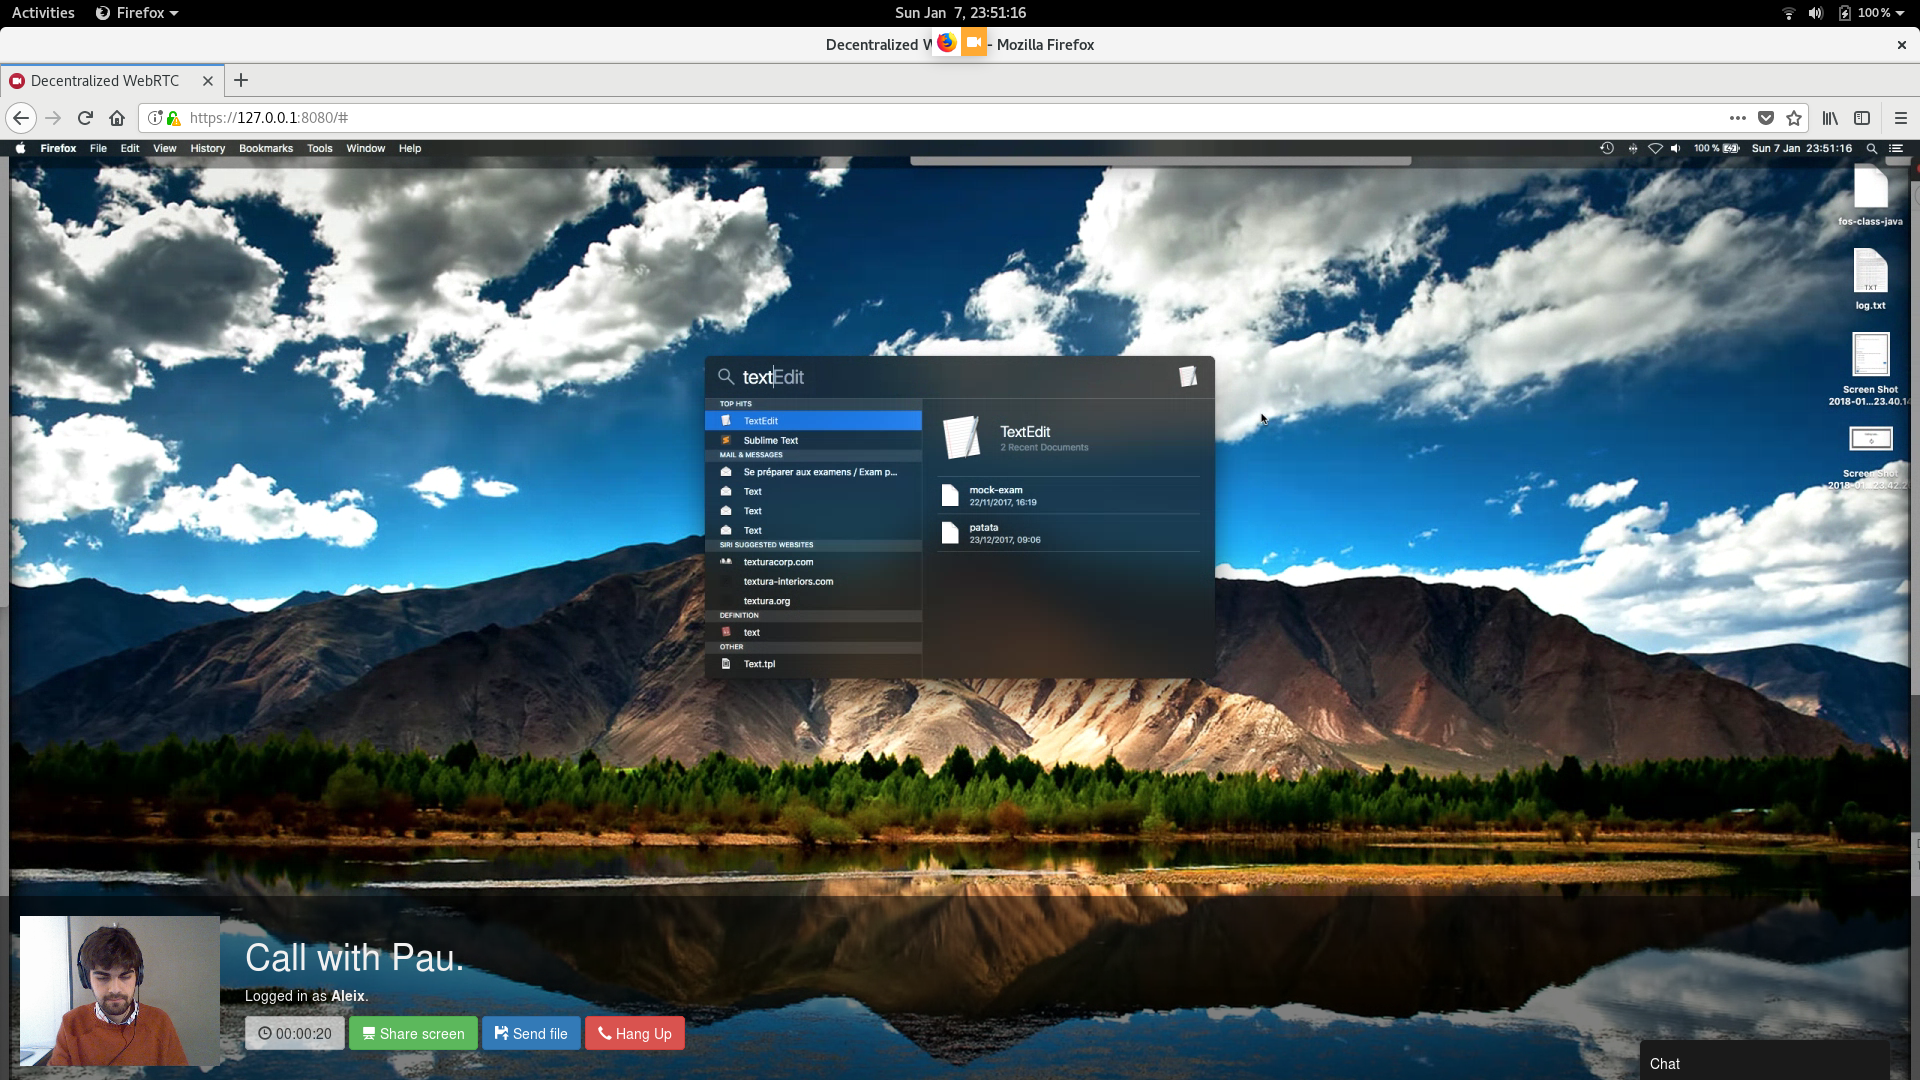 Activities Firefox Sun Jan 7, 23:51:16 100%
Decentralized W - Mozilla Firefox
Decentralized WebRTC
https://127.0.0.1:8080/#
Firefox File Edit View History Bookmarks Tools Window Help 100% Sun 7 Jan 23:51:16
fos-class-java
log.txt
Screen Shot
2018-01...23.40.14
Screen Shot
textEdit
TOP HITS
TextEdit
Sublime Text
MAIL & MESSAGES
Se préparer aux examens / Exam p...
Text
Text
Text
SIRI SUGGESTED WEBSITES
texturacorp.com
textura-interiors.com
textura.org
DEFINITION
text
OTHER
Text.tpl
TextEdit
2 Recent Documents
mock-exam
22/11/2017, 16:19
patata
23/12/2017, 09:06
Call with Pau.
Logged in as Aleix.
00:00:20 Share screen Send file Hang Up
Chat